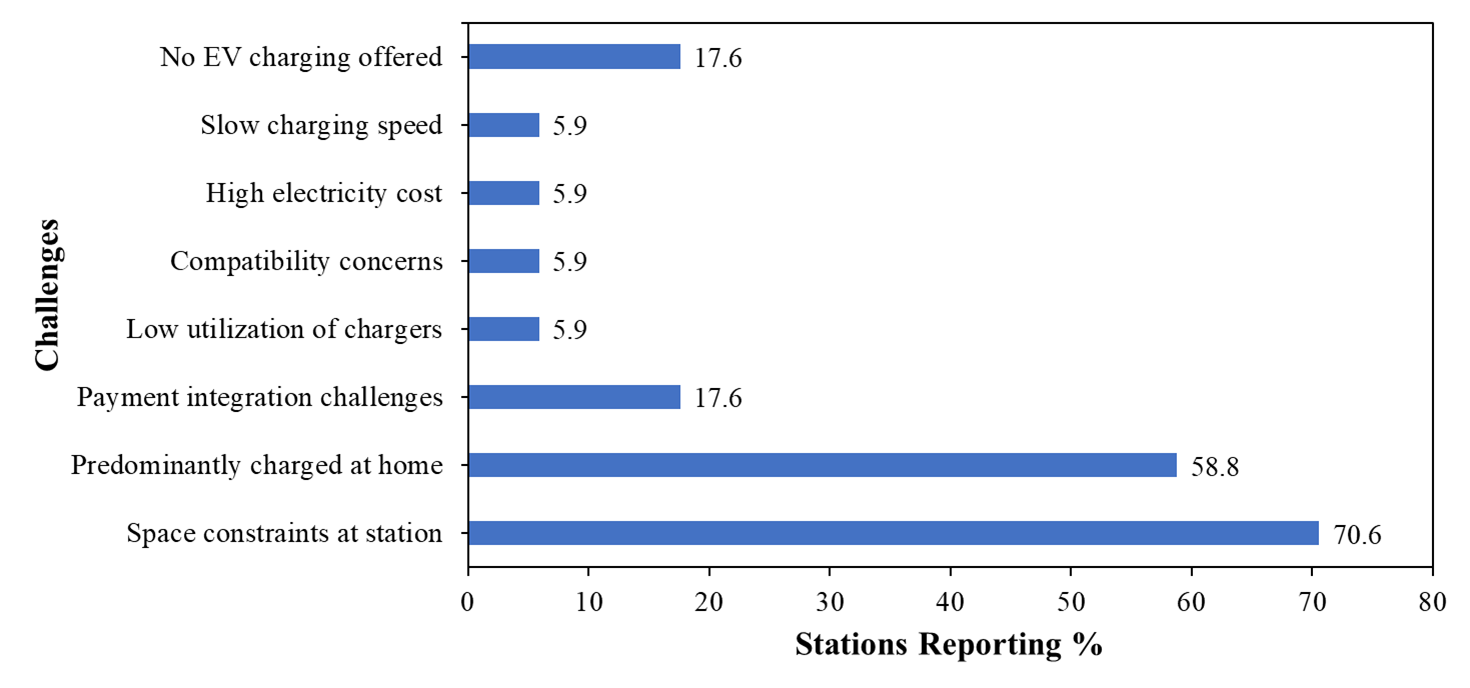 No EV charging offered 17.6
Slow charging speed 5.9
High electricity cost 5.9
Compatibility concerns 5.9
Low utilization of chargers 5.9
Payment integration challenges 17.6
Predominantly charged at home 58.8
Space constraints at station 70.6
Challenges
0 10 20 30 40 50 60 70 80
Stations Reporting %